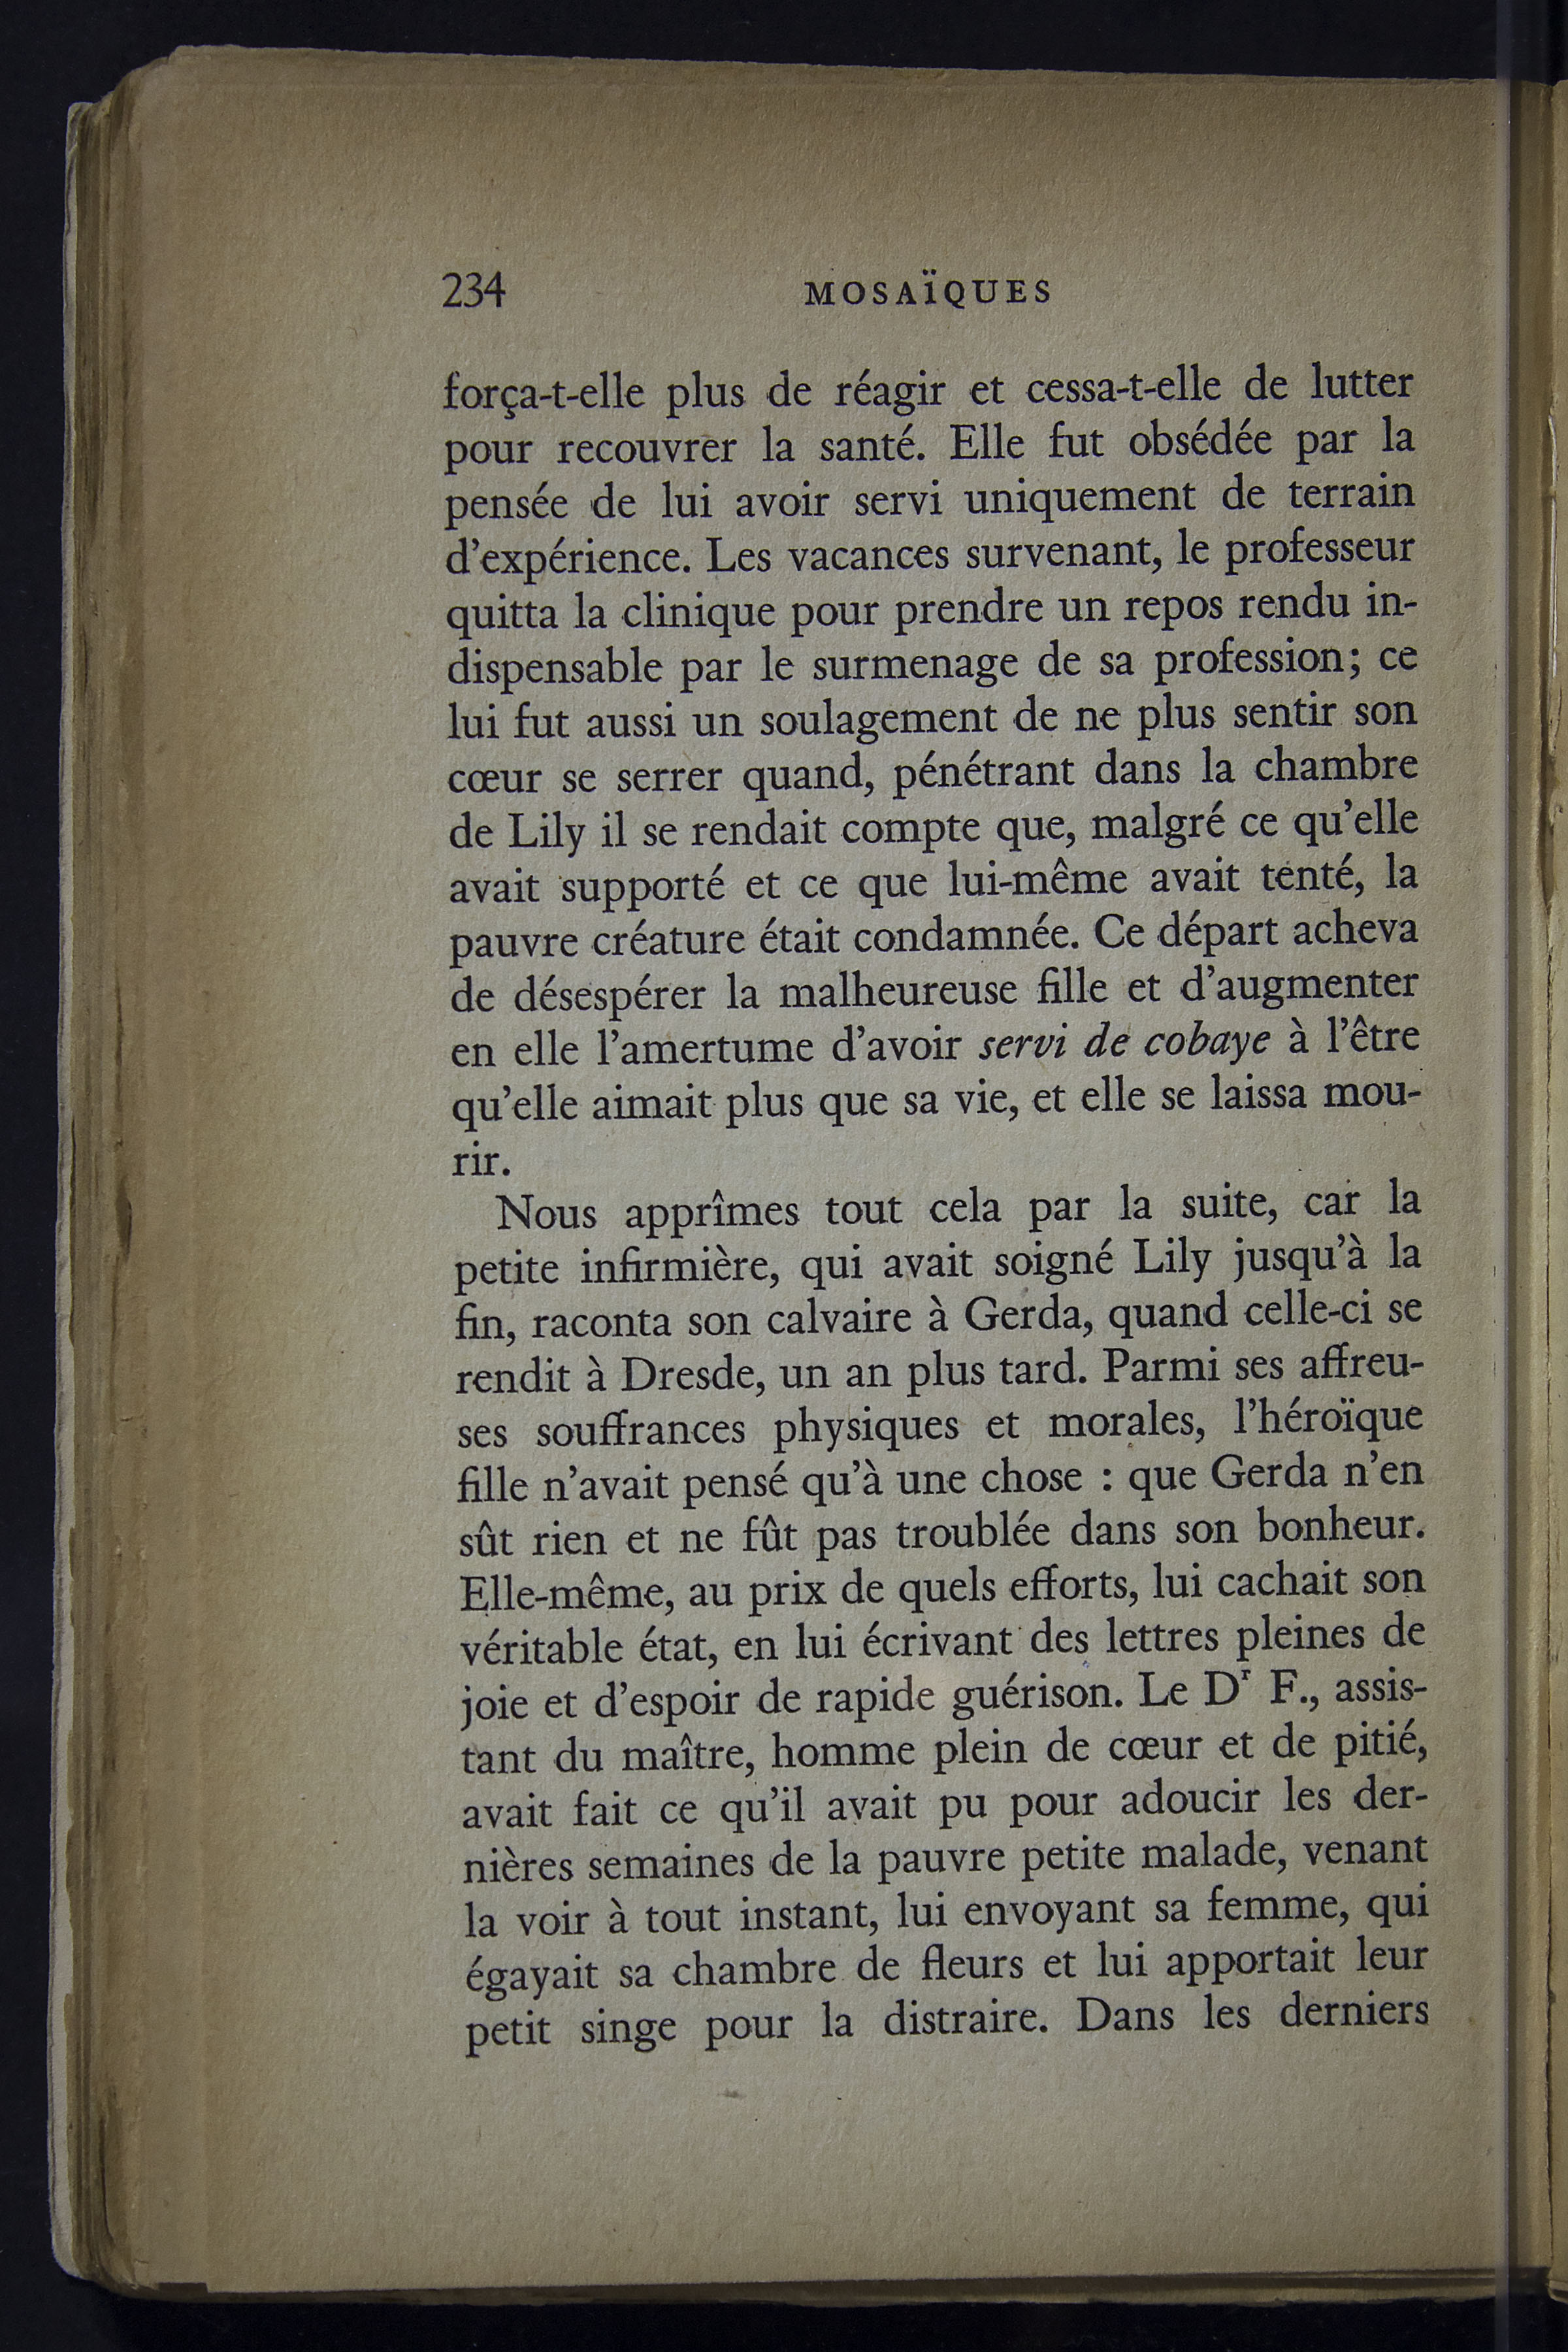 234 MOSAÏQUES
força-t-elle plus de réagir et cessa-t-elle de lutter
pour recouvrer la santé. Elle fut obsédée par la
pensée de lui avoir servi uniquement de terrain
d'expérience. Les vacances survenant, le professeur
quitta la clinique pour prendre un repos rendu in-
dispensable par le surmenage de sa profession; ce
lui fut aussi un soulagement de ne plus sentir son
cœur se serrer quand, pénétrant dans la chambre
de Lily il se rendait compte que, malgré ce qu'elle
avait supporté et ce que lui-même avait tenté, la
pauvre créature était condamnée. Ce départ acheva
de désespérer la malheureuse fille et d'augmenter
en elle l'amertume d'avoir servi de cobaye à l'être
qu'elle aimait plus que sa vie, et elle se laissa mou-
rir.
Nous apprîmes tout cela par la suite, car la
petite infirmière, qui avait soigné Lily jusqu'à la
fin, raconta son calvaire à Gerda, quand celle-ci se
rendit à Dresde, un an plus tard. Parmi ses affreu-
ses souffrances physiques et morales, l'héroïque
fille n'avait pensé qu'à une chose : que Gerda n'en
sût rien et ne fût pas troublée dans son bonheur.
Elle-même, au prix de quels efforts, lui cachait son
véritable état, en lui écrivant des lettres pleines de
joie et d'espoir de rapide guérison. Le Dr F., assis-
tant du maître, homme plein de cœur et de pitié,
avait fait ce qu'il avait pu pour adoucir les der-
nières semaines de la pauvre petite malade, venant
la voir à tout instant, lui envoyant sa femme, qui
égayait sa chambre de fleurs et lui apportait leur
petit singe pour la distraire. Dans les derniers